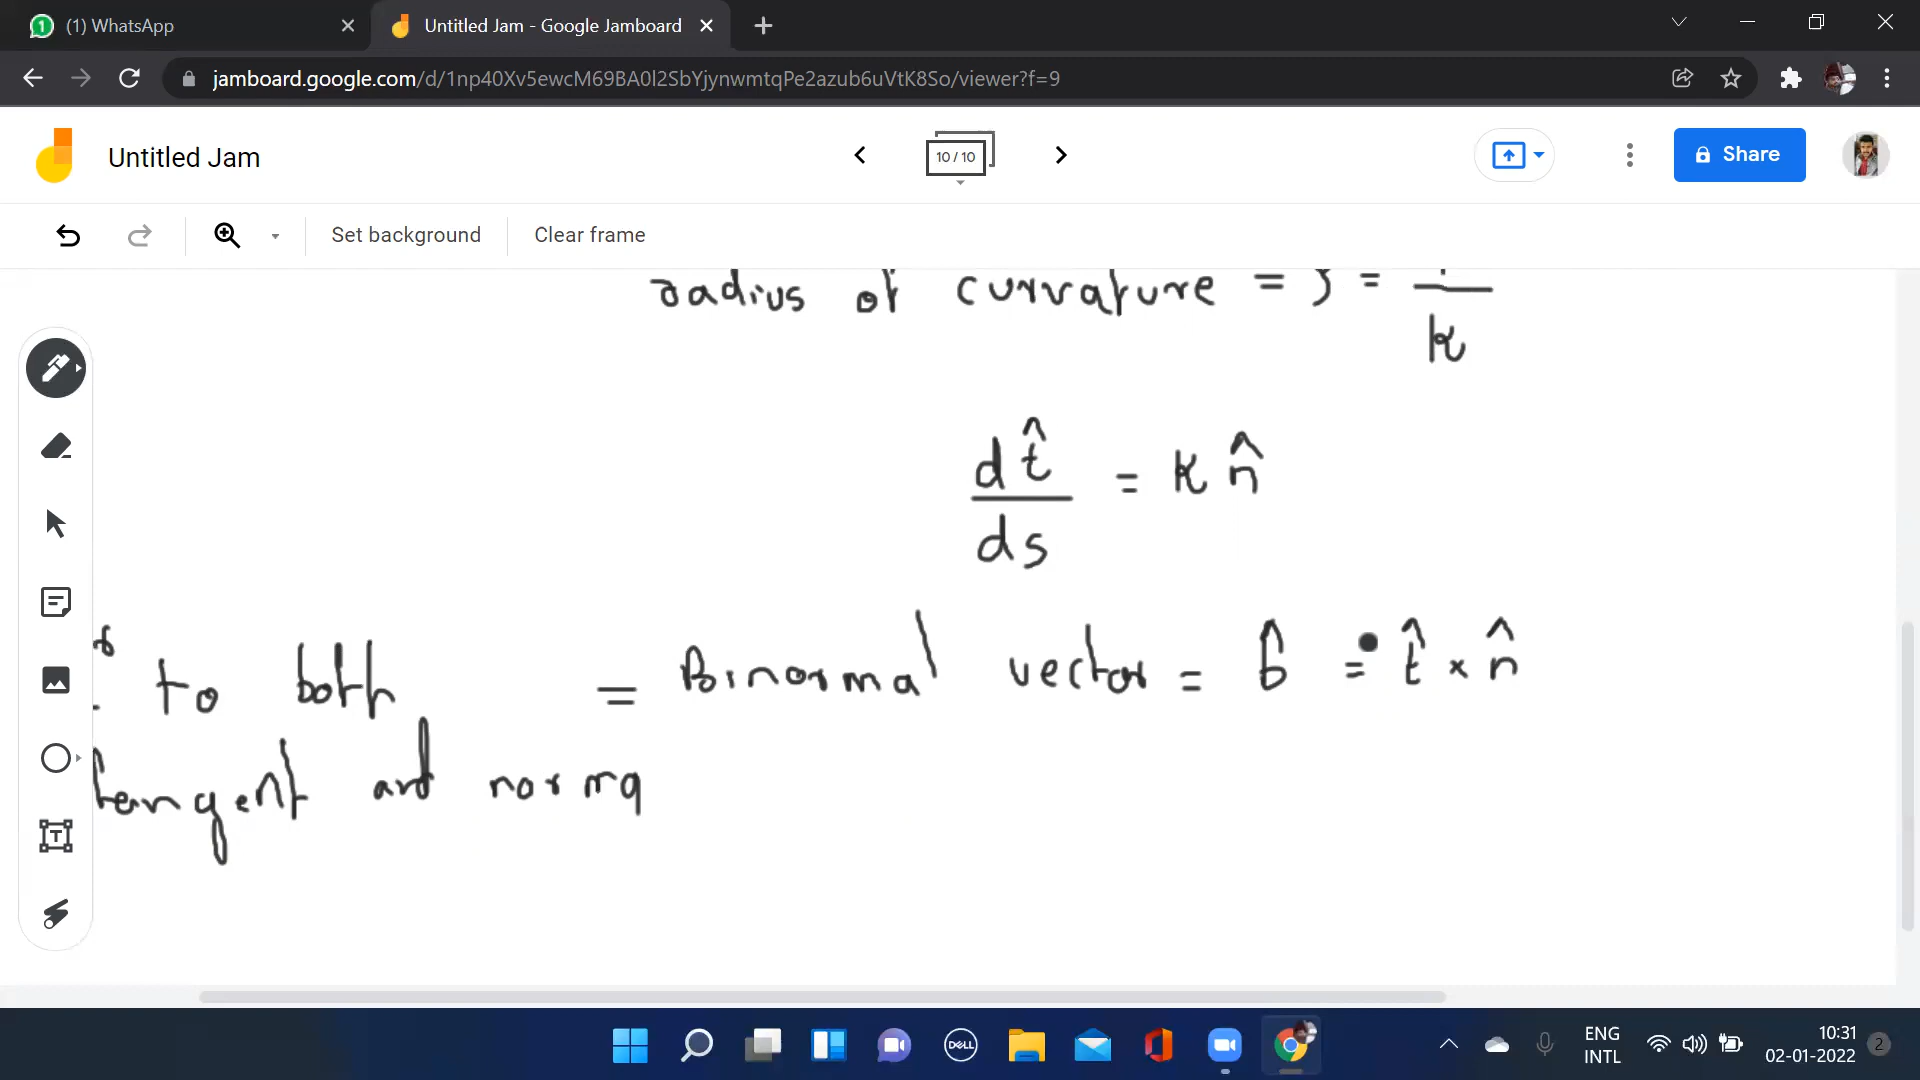 (1) WhatsApp
Untitled Jam - Google Jamboard
jamboard.google.com/d/1np40Xv5ewcM69BA0l2SbYjynwmtqPe2azub6uVtK8So/viewer?f=9
Untitled Jam
10 / 10
Share
Set background
Clear frame
radius of curvature = ρ = 1/k
dt̂/ds = k n̂
to both = Binormal vector = b̂ = t̂ × n̂
tangent and norma
DELL
ENG
INTL
10:31
02-01-2022
2